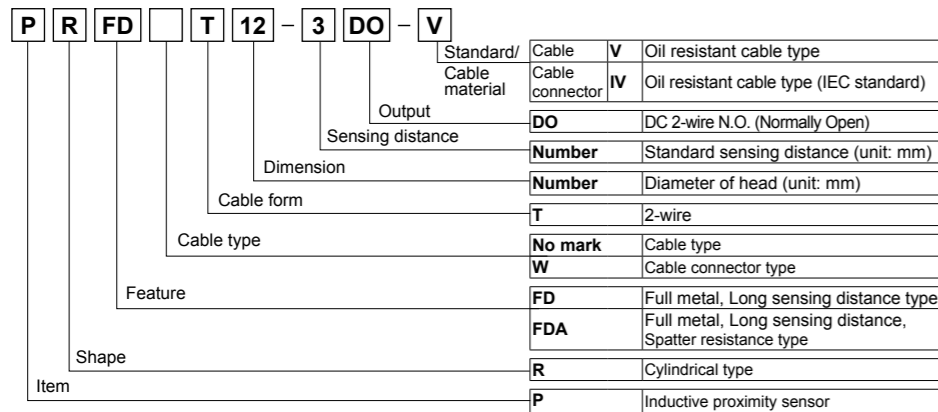 P R FD T 12 – 3 DO – V
Standard/ Cable V Oil resistant cable type
Cable material Cable connector IV Oil resistant cable type (IEC standard)
Output DO DC 2-wire N.O. (Normally Open)
Sensing distance Number Standard sensing distance (unit: mm)
Dimension Number Diameter of head (unit: mm)
Cable form T 2-wire
Cable type No mark Cable type
W Cable connector type
Feature FD Full metal, Long sensing distance type
FDA Full metal, Long sensing distance,
Spatter resistance type
Shape R Cylindrical type
Item P Inductive proximity sensor